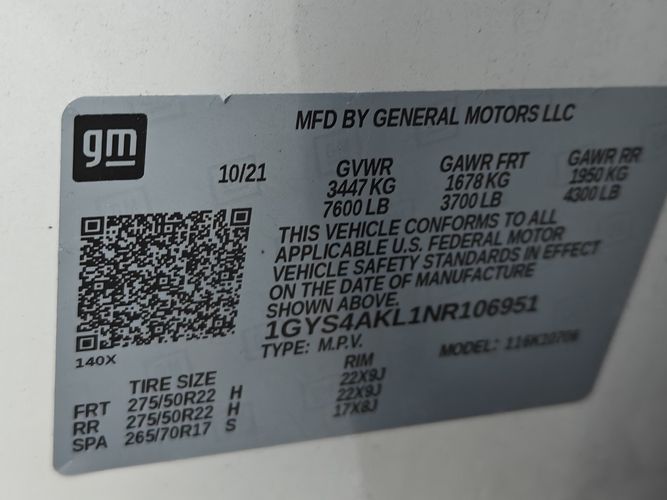 gm
MFD BY GENERAL MOTORS LLC
10/21
GVWR
3447 KG
7600 LB
GAWR FRT
1678 KG
3700 LB
GAWR RR
1950 KG
4300 LB
THIS VEHICLE CONFORMS TO ALL
APPLICABLE U.S. FEDERAL MOTOR
VEHICLE SAFETY STANDARDS IN EFFECT
ON THE DATE OF MANUFACTURE
SHOWN ABOVE.
1GYS4AKL1NR106951
TYPE: M.P.V.
MODEL:
140X
TIRE SIZE
RIM
FRT 275/50R22 H 22X9J
RR 275/50R22 H 22X9J
SPA 265/70R17 S 17X8J